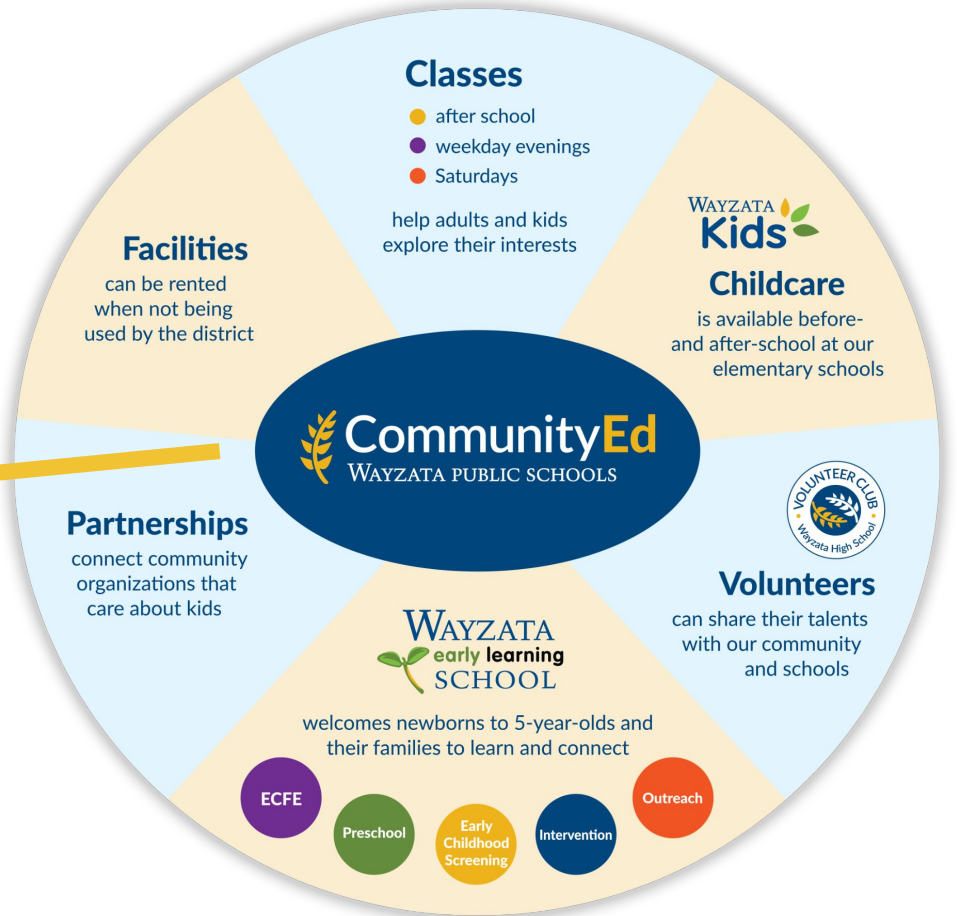 Classes
after school
weekday evenings
Saturdays
help adults and kids
explore their interests
WAYZATA
Kids
Childcare
is available before-
and after-school at our
elementary schools
VOLUNTEER CLUB
Wayzata High School
Volunteers
can share their talents
with our community
and schools
WAYZATA
early learning
SCHOOL
welcomes newborns to 5-year-olds and
their families to learn and connect
ECFE
Preschool
Early
Childhood
Screening
Intervention
Outreach
Partnerships
connect community
organizations that
care about kids
Facilities
can be rented
when not being
used by the district
CommunityEd
WAYZATA PUBLIC SCHOOLS